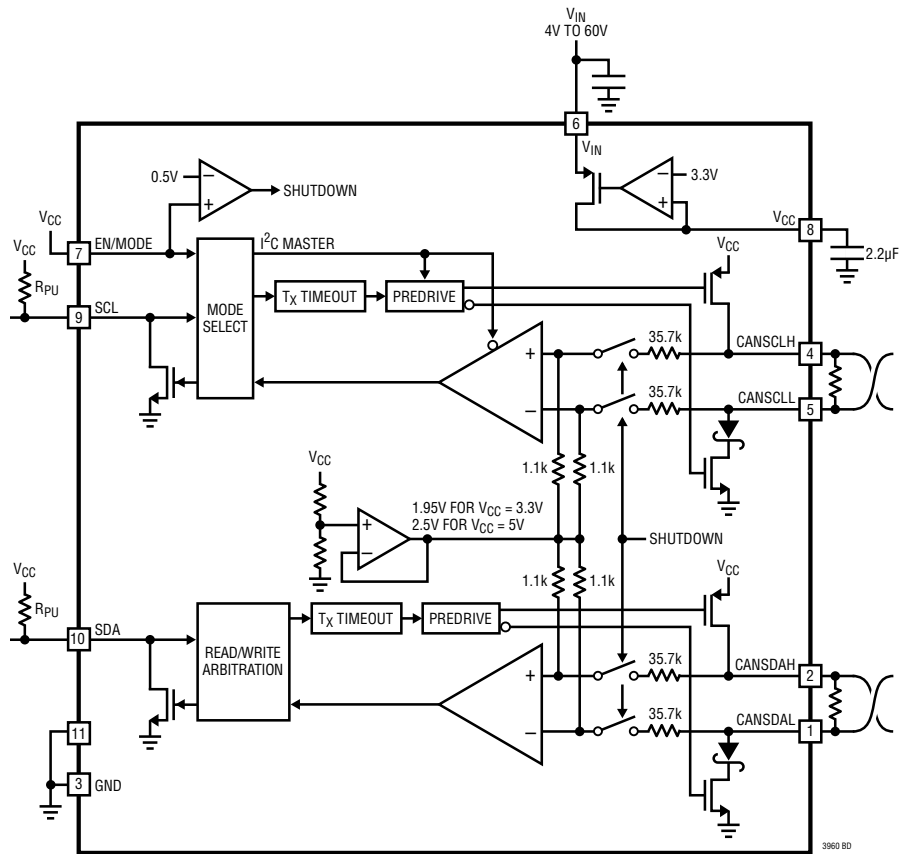 VIN
4V TO 60V
6
VIN
0.5V
−
+
SHUTDOWN
−
3.3V
+
VCC
8
2.2µF
VCC
7
EN/MODE
I²C MASTER
VCC
RPU
SCL
9
MODE
SELECT
TX TIMEOUT
PREDRIVE
VCC
35.7k
CANSCLH
4
+
35.7k
CANSCLL
5
−
1.1k
1.1k
VCC
1.95V FOR VCC = 3.3V
2.5V FOR VCC = 5V
+
−
SHUTDOWN
1.1k
1.1k
VCC
VCC
RPU
SDA
10
READ/WRITE
ARBITRATION
TX TIMEOUT
PREDRIVE
35.7k
CANSDAH
2
+
35.7k
CANSDAL
1
−
11
3
GND
3960 BD